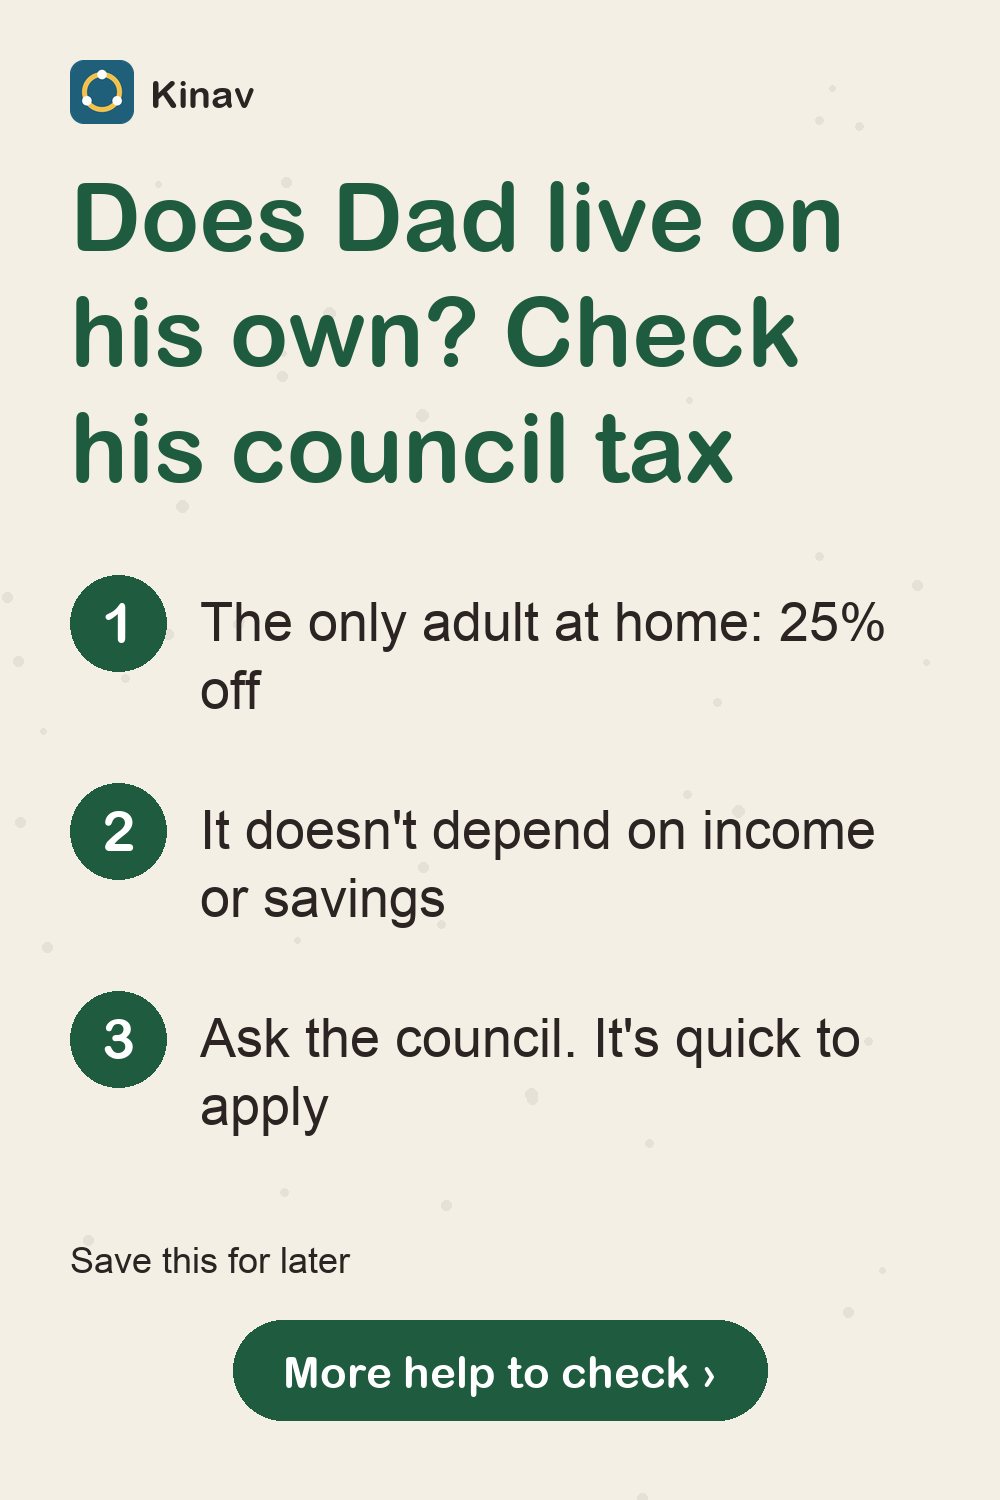 Kinav
Does Dad live on
his own? Check
his council tax
1 The only adult at home: 25%
off
2 It doesn't depend on income
or savings
3 Ask the council. It's quick to
apply
Save this for later
More help to check ›